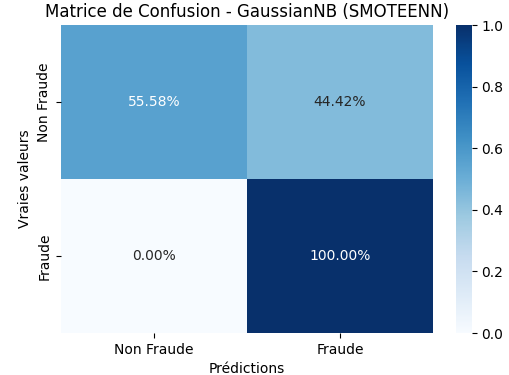 Matrice de Confusion - GaussianNB (SMOTEENN)
Vraies valeurs
Non Fraude
Fraude
55.58%
44.42%
0.00%
100.00%
Non Fraude
Fraude
Prédictions
1.0
0.8
0.6
0.4
0.2
0.0